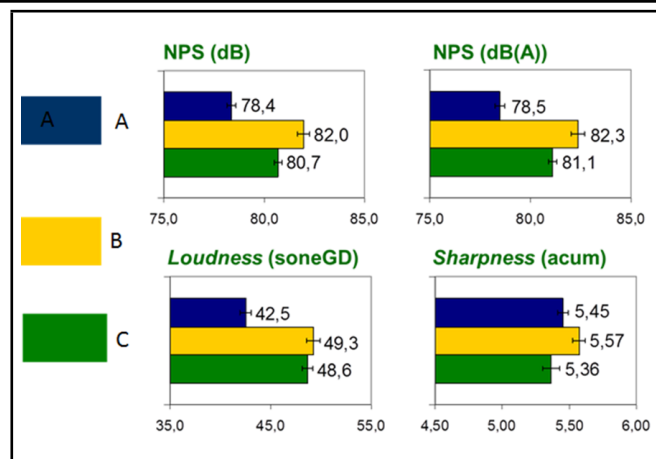 NPS (dB)
NPS (dB(A))
A
A
78,4
82,0
80,7
78,5
82,3
81,1
75,0 80,0 85,0
75,0 80,0 85,0
B
Loudness (soneGD)
Sharpness (acum)
C
42,5
49,3
48,6
5,45
5,57
5,36
35,0 45,0 55,0
4,50 5,00 5,50 6,00